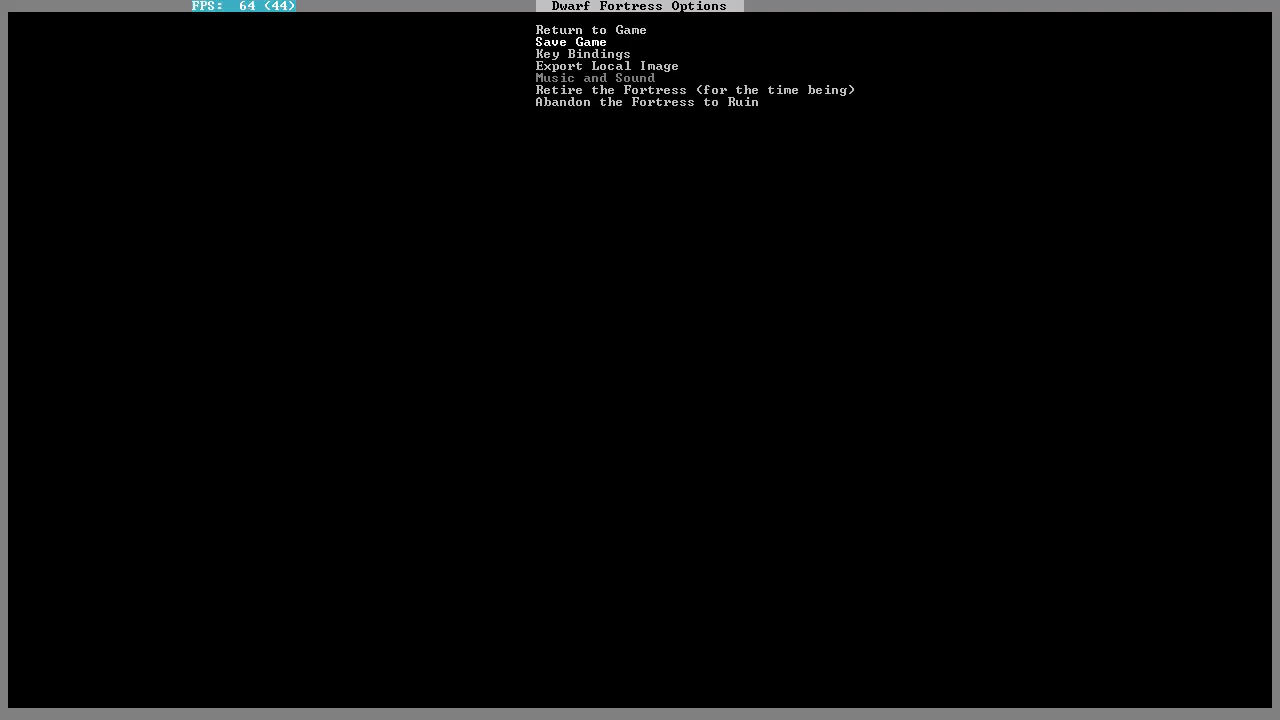 FPS:  64 (44)
Dwarf Fortress Options
Return to Game
Save Game
Key Bindings
Export Local Image
Music and Sound
Retire the Fortress (for the time being)
Abandon the Fortress to Ruin